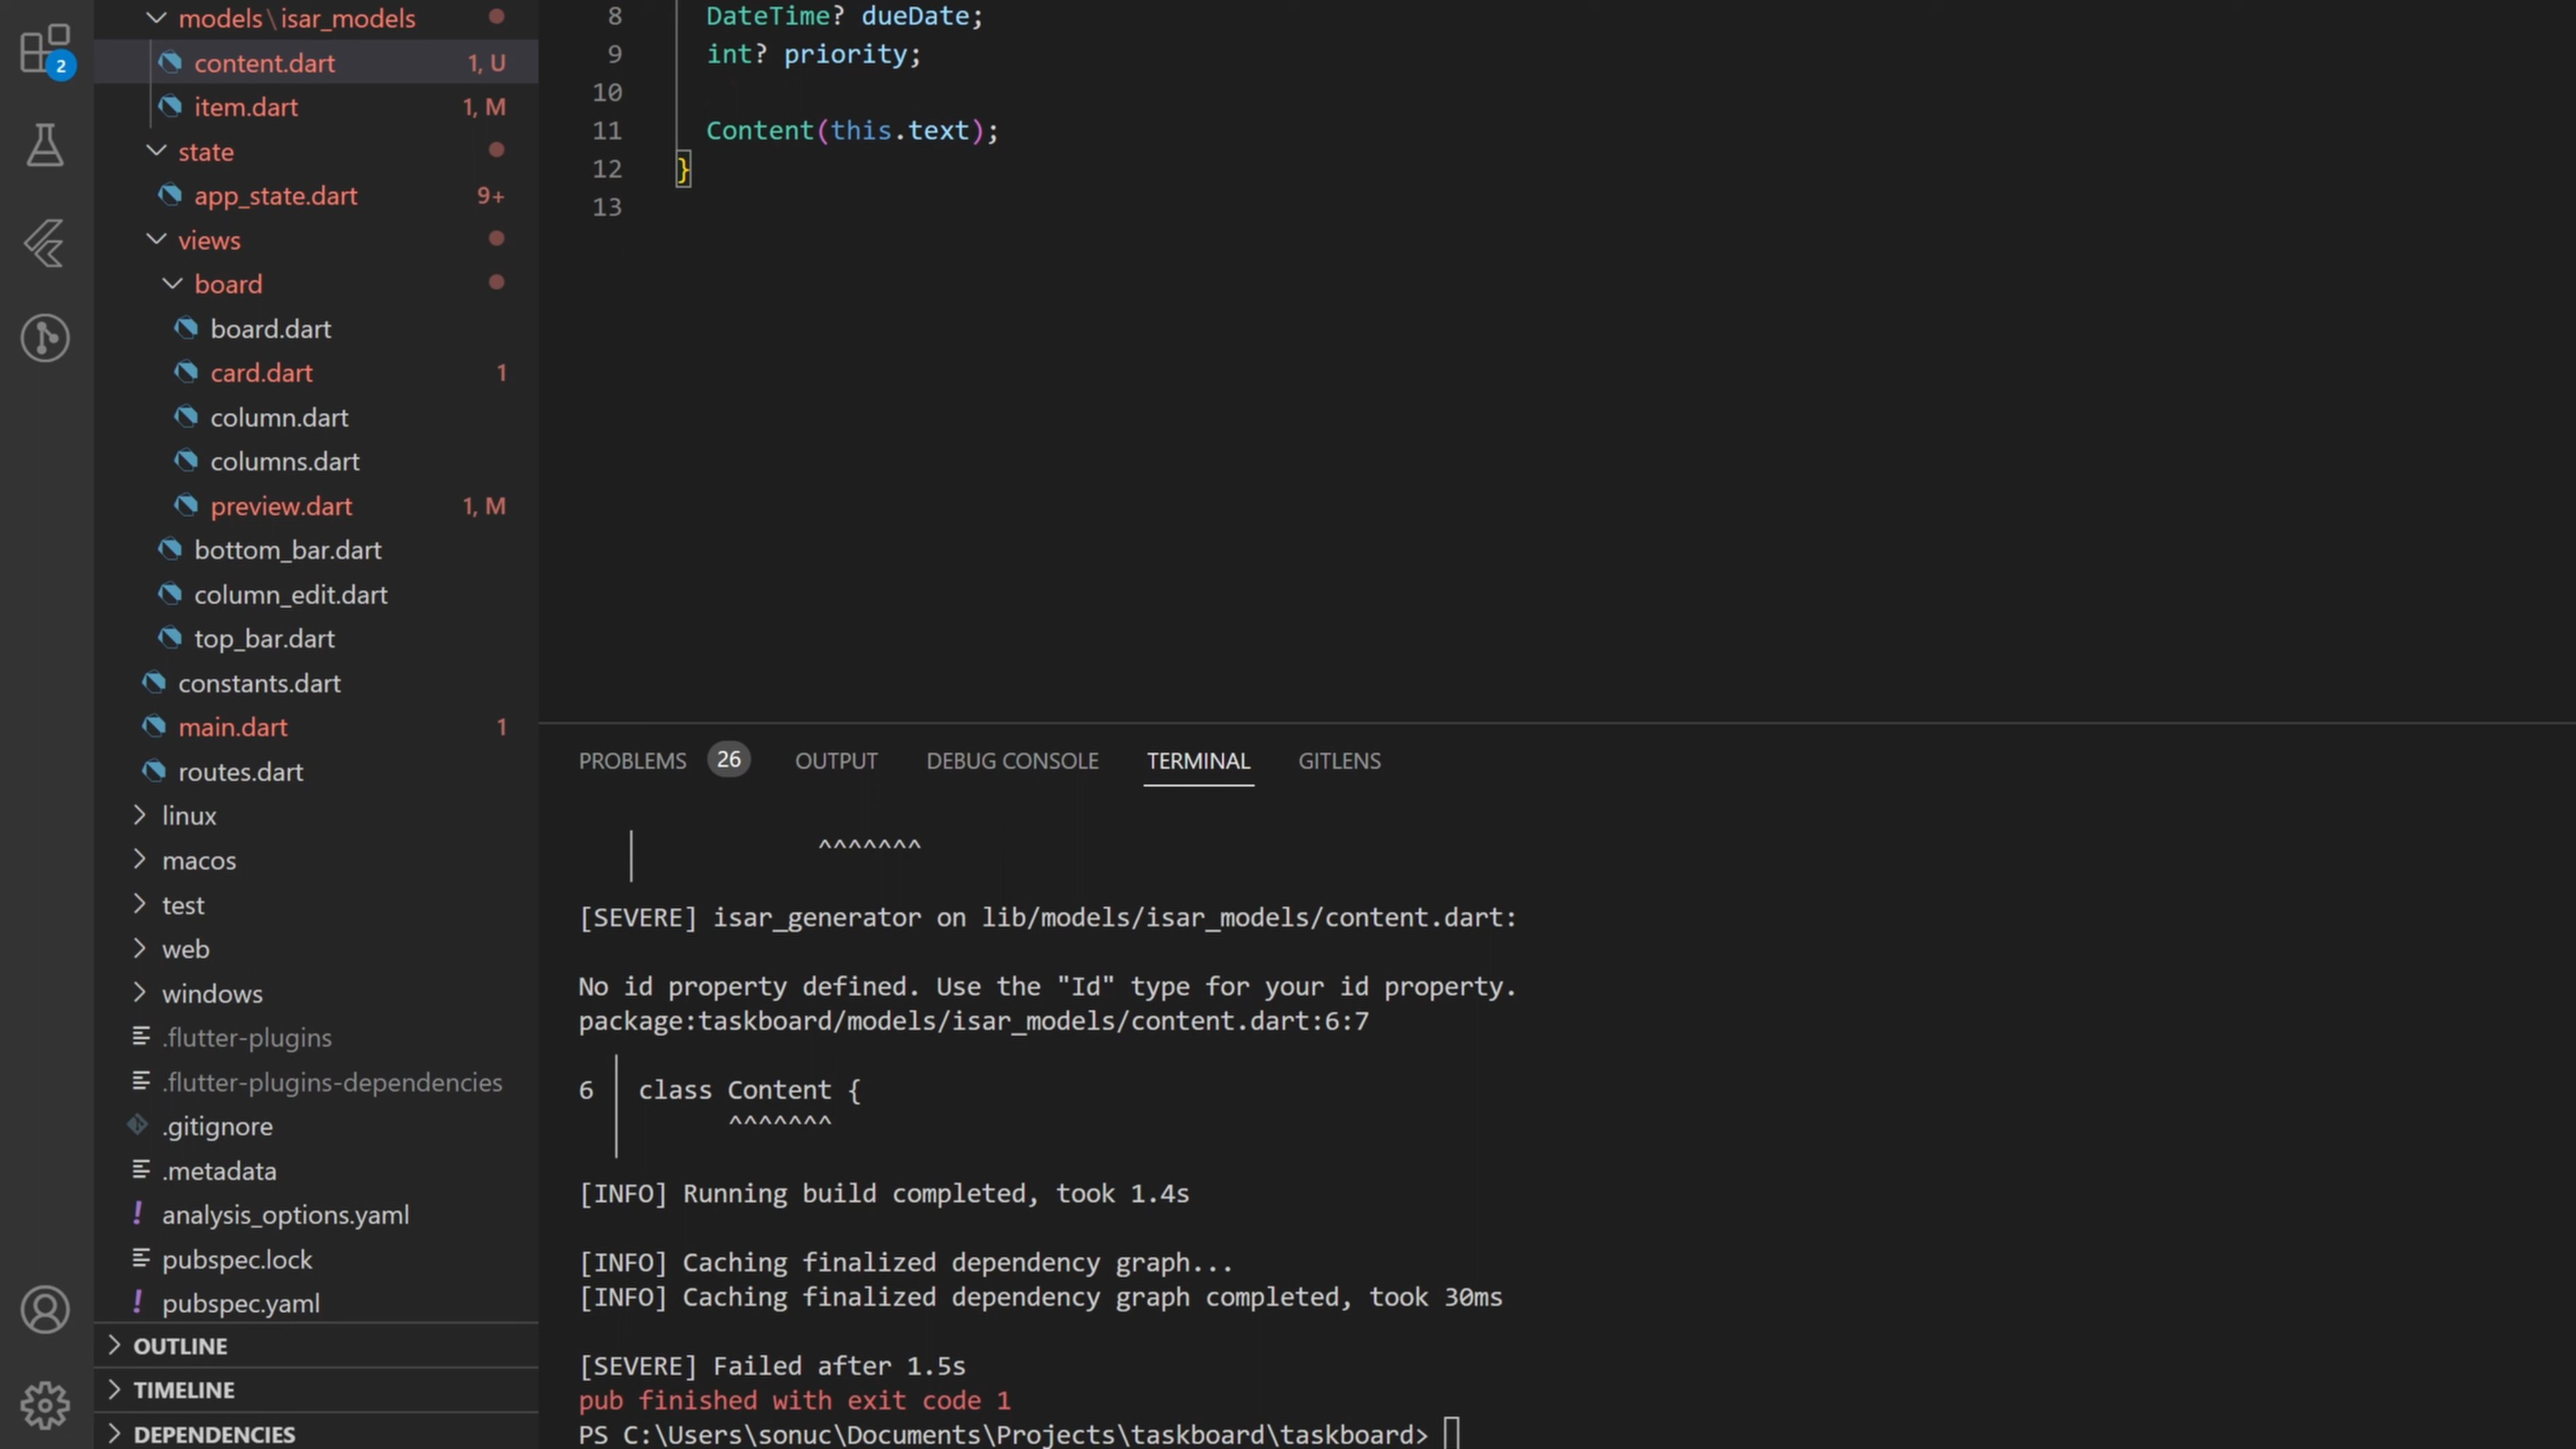 2
models\isar_models
content.dart 1, U
item.dart 1, M
state
app_state.dart 9+
views
board
board.dart
card.dart 1
column.dart
columns.dart
preview.dart 1, M
bottom_bar.dart
column_edit.dart
top_bar.dart
constants.dart
main.dart 1
routes.dart
linux
macos
test
web
windows
.flutter-plugins
.flutter-plugins-dependencies
.gitignore
.metadata
analysis_options.yaml
pubspec.lock
pubspec.yaml
OUTLINE
TIMELINE
DEPENDENCIES
8 DateTime? dueDate;
9 int? priority;
10
11 Content(this.text);
12 }
13
PROBLEMS 26 OUTPUT DEBUG CONSOLE TERMINAL GITLENS
│ ^^^^^^^
[SEVERE] isar_generator on lib/models/isar_models/content.dart:
No id property defined. Use the "Id" type for your id property.
package:taskboard/models/isar_models/content.dart:6:7
6 │ class Content {
│ ^^^^^^^
[INFO] Running build completed, took 1.4s
[INFO] Caching finalized dependency graph...
[INFO] Caching finalized dependency graph completed, took 30ms
[SEVERE] Failed after 1.5s
pub finished with exit code 1
PS C:\Users\sonuc\Documents\Projects\taskboard\taskboard>